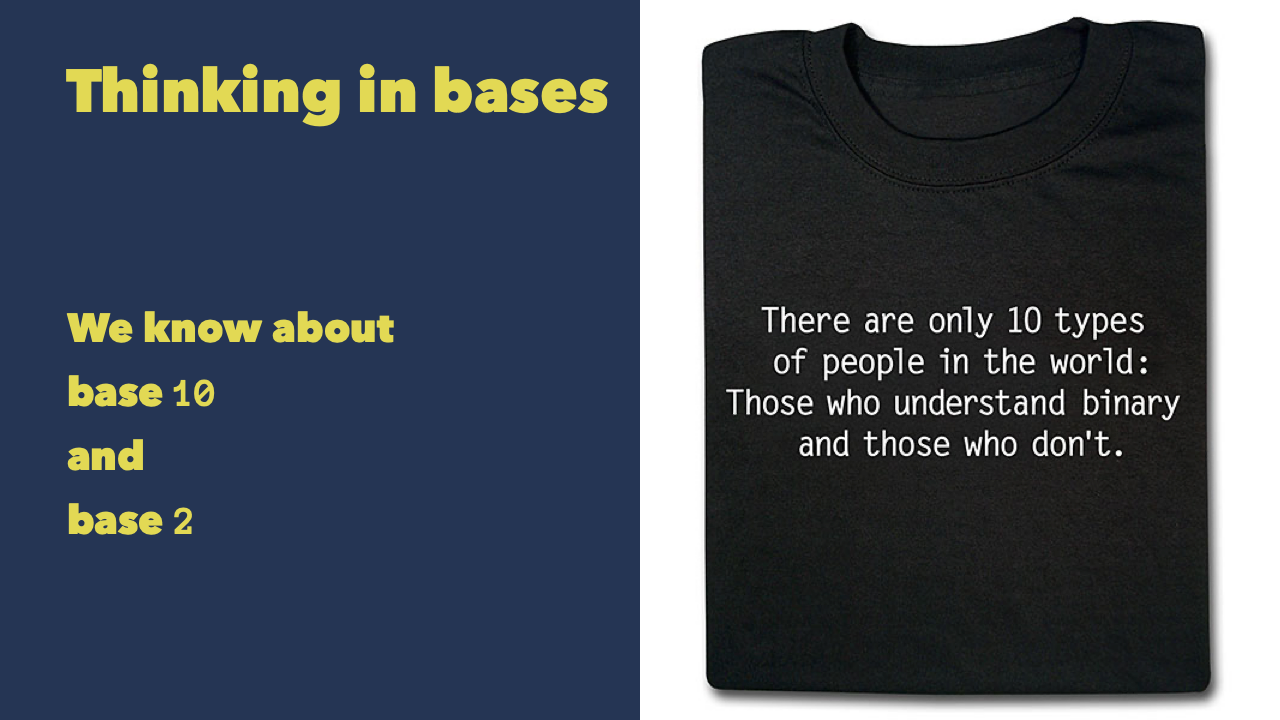 Thinking in bases
We know about
base 10
and
base 2
There are only 10 types
of people in the world:
Those who understand binary
and those who don't.